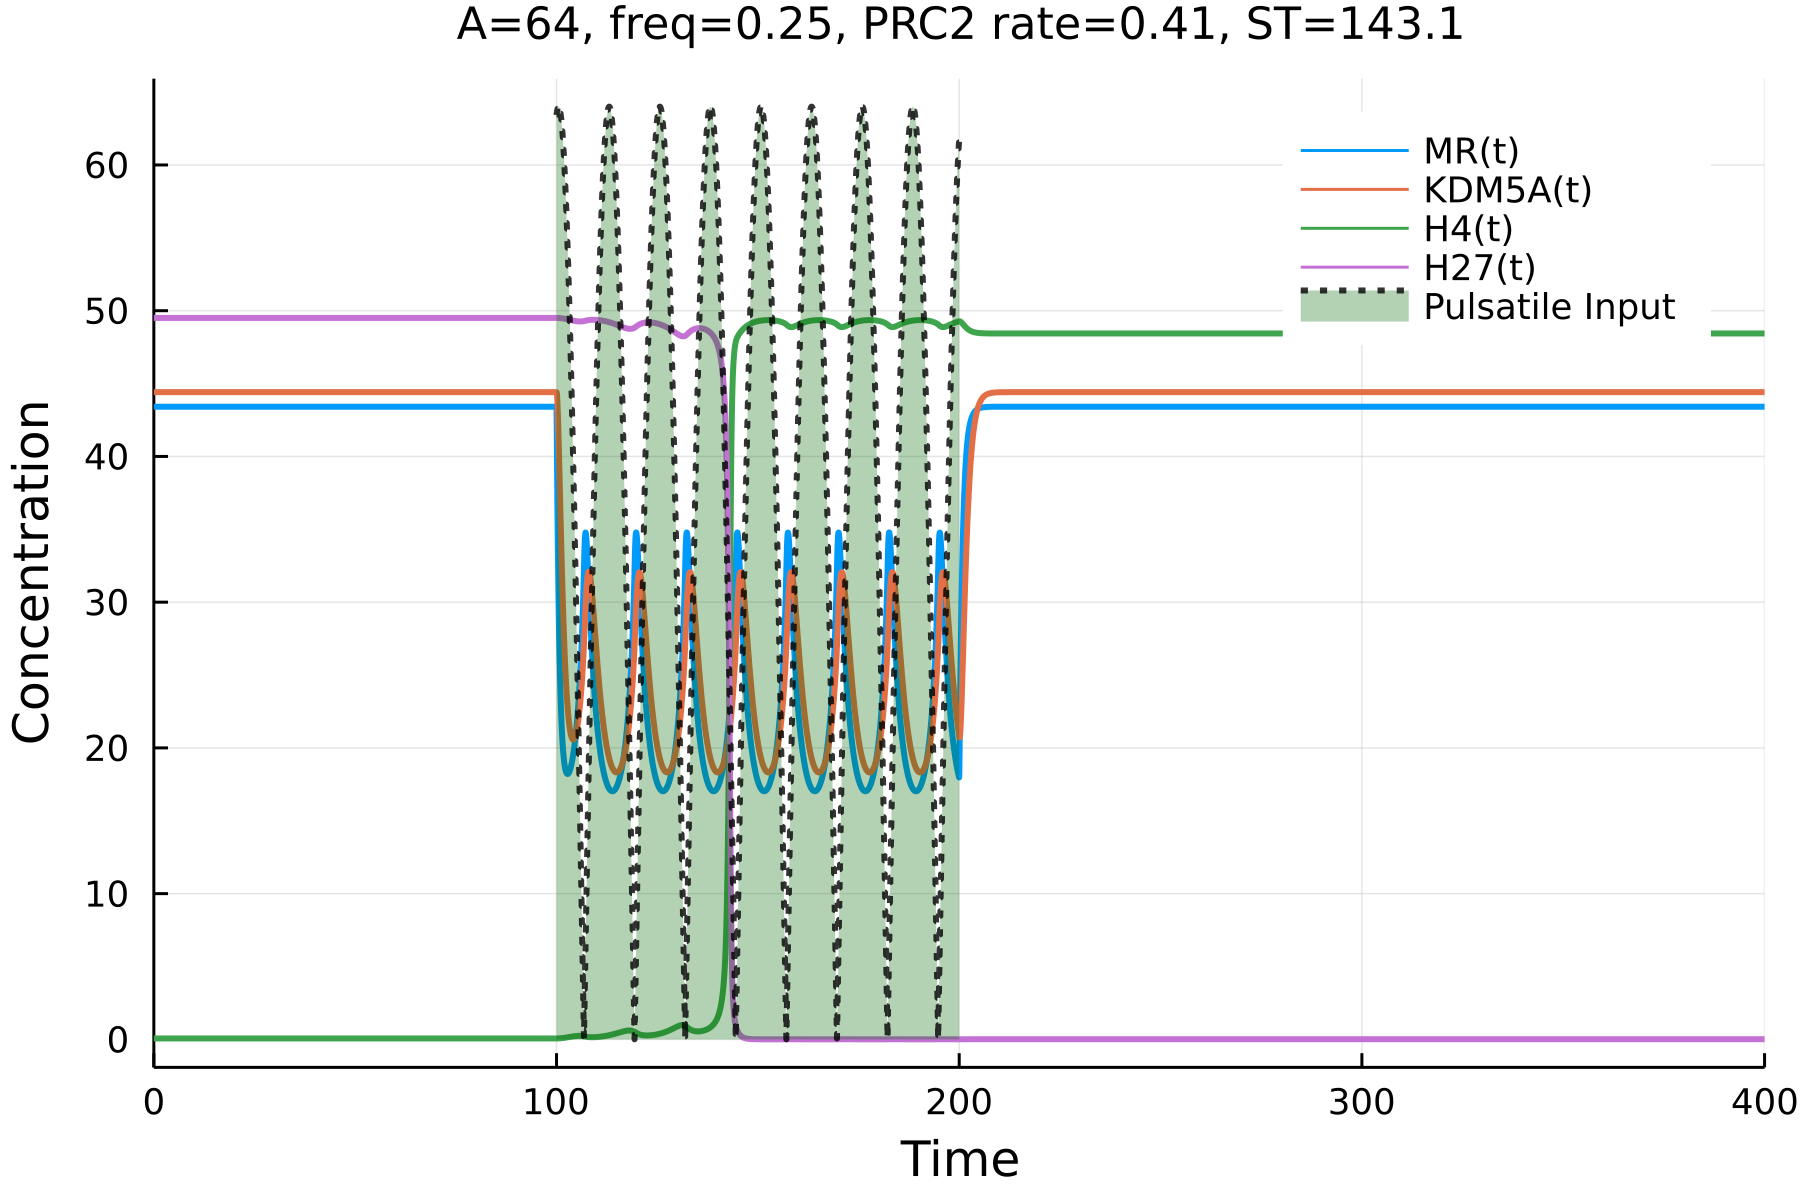 A=64, freq=0.25, PRC2 rate=0.41, ST=143.1
MR(t)
KDM5A(t)
H4(t)
H27(t)
Pulsatile Input
Concentration
60
50
40
30
20
10
0
0 100 200 300 400
Time